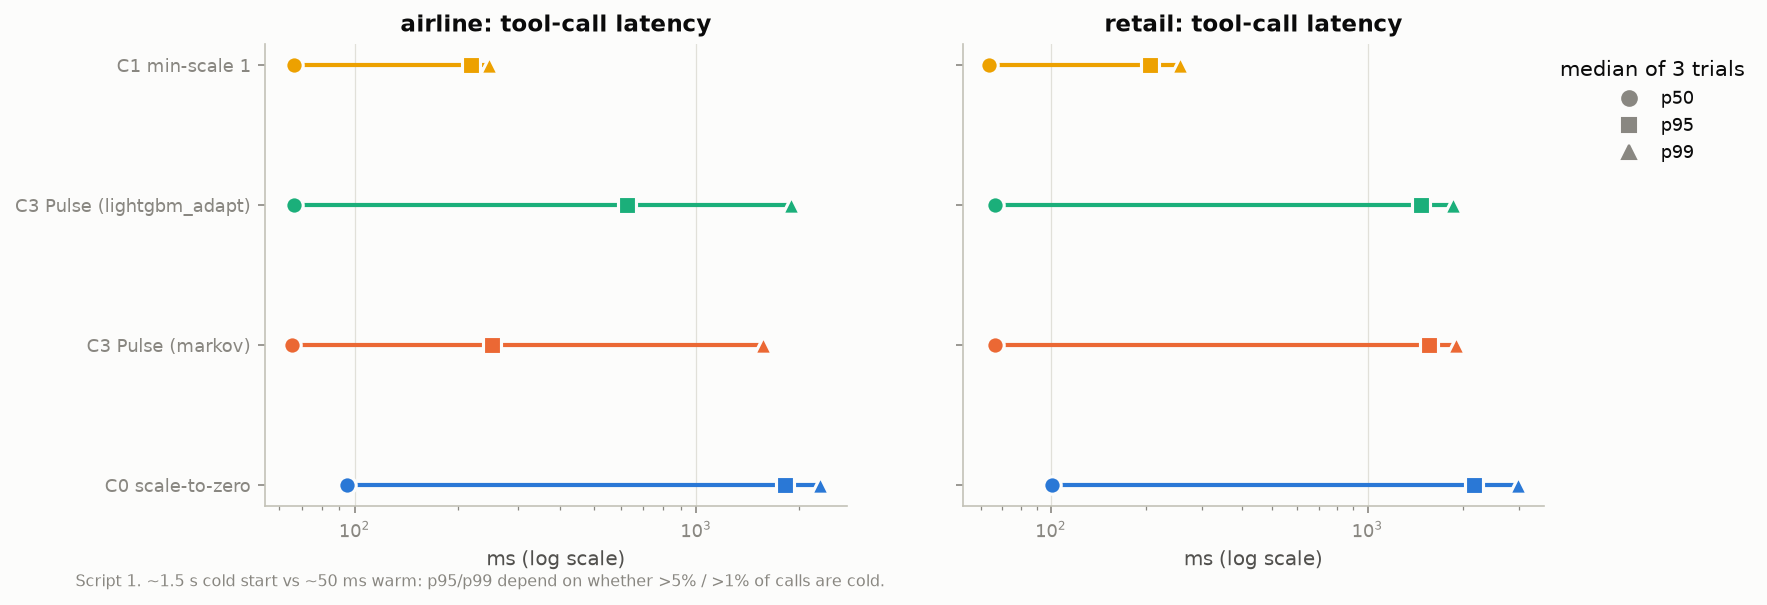 airline: tool-call latency
retail: tool-call latency
C1 min-scale 1
C3 Pulse (lightgbm_adapt)
C3 Pulse (markov)
C0 scale-to-zero
10²
10³
ms (log scale)
10²
10³
ms (log scale)
median of 3 trials
p50
p95
p99
Script 1. ~1.5 s cold start vs ~50 ms warm: p95/p99 depend on whether >5% / >1% of calls are cold.